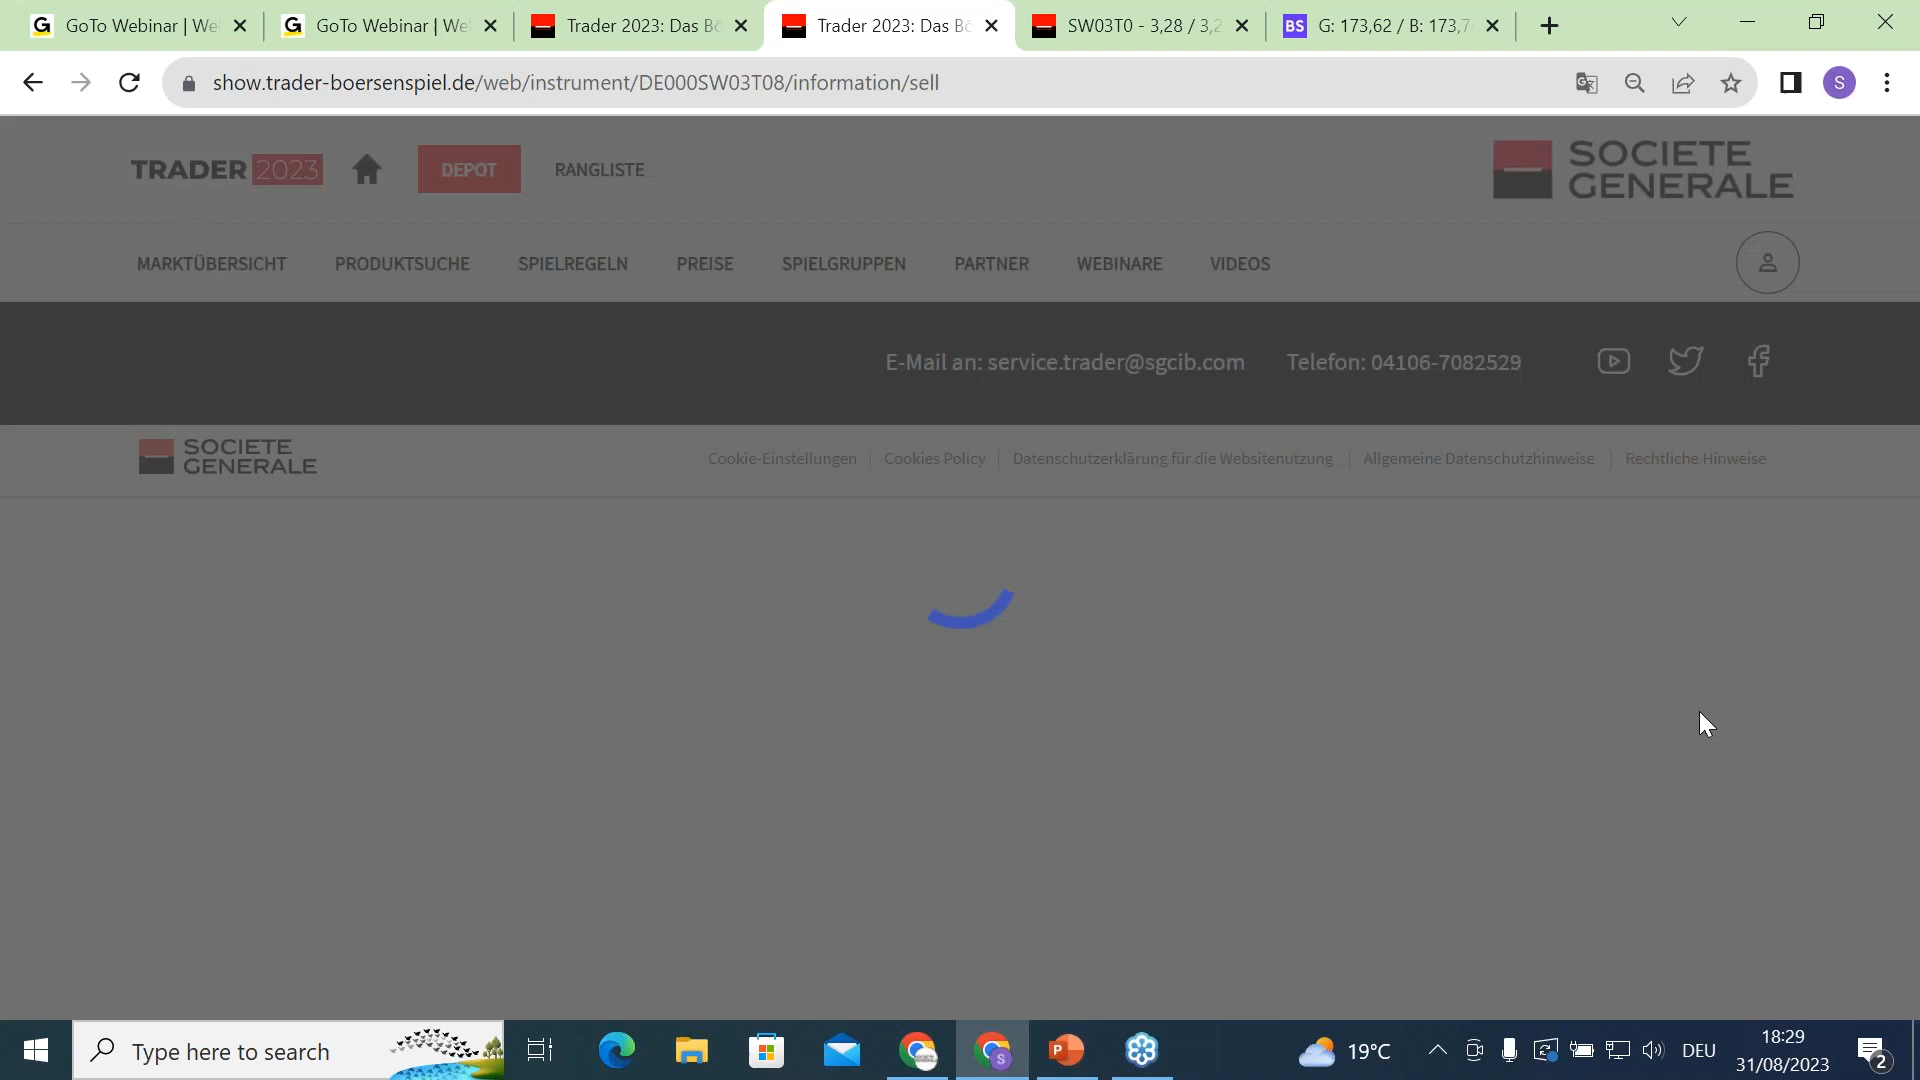 GoTo Webinar | We
GoTo Webinar | We
Trader 2023: Das Bö
Trader 2023: Das Bö
SW03T0 - 3,28 / 3,2
BS
G: 173,62 / B: 173,7
show.trader-boersenspiel.de/web/instrument/DE000SW03T08/information/sell
S
TRADER 2023
DEPOT
RANGLISTE
SOCIETE
GENERALE
MARKTÜBERSICHT
PRODUKTSUCHE
SPIELREGELN
PREISE
SPIELGRUPPEN
PARTNER
WEBINARE
VIDEOS
E-Mail an: service.trader@sgcib.com
Telefon: 04106-7082529
SOCIETE
GENERALE
Cookie-Einstellungen
Cookies Policy
Datenschutzerklärung für die Websitenutzung
Allgemeine Datenschutzhinweise
Rechtliche Hinweise
Type here to search
19°C
DEU
18:29
31/08/2023
2